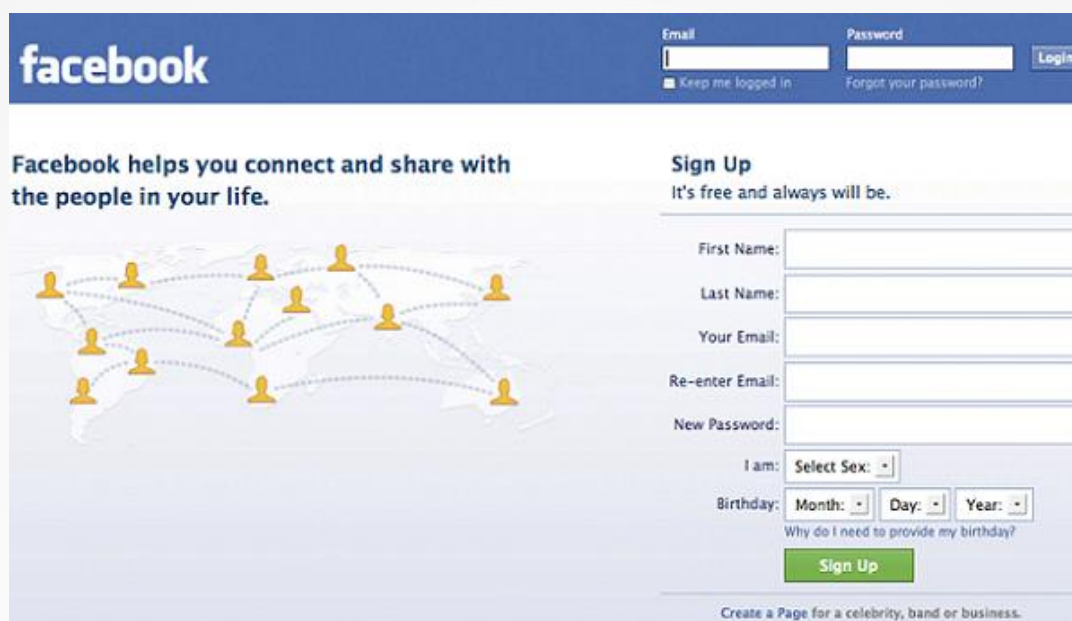 facebook
Email
Password
Login
Keep me logged in
Forgot your password?
Facebook helps you connect and share with
the people in your life.
Sign Up
It's free and always will be.
First Name:
Last Name:
Your Email:
Re-enter Email:
New Password:
I am: Select Sex:
Birthday: Month: Day: Year:
Why do I need to provide my birthday?
Sign Up
Create a Page for a celebrity, band or business.